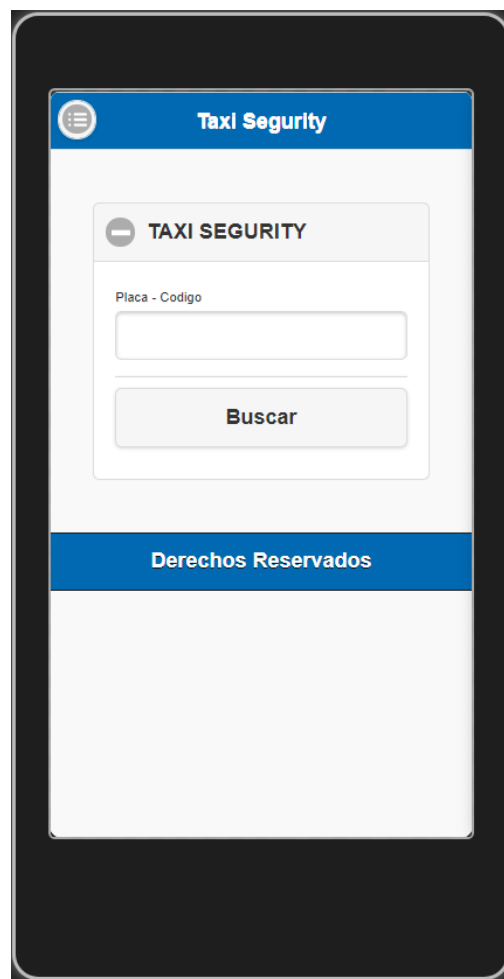 Taxi Segurity
TAXI SEGURITY
Placa - Codigo
Buscar
Derechos Reservados